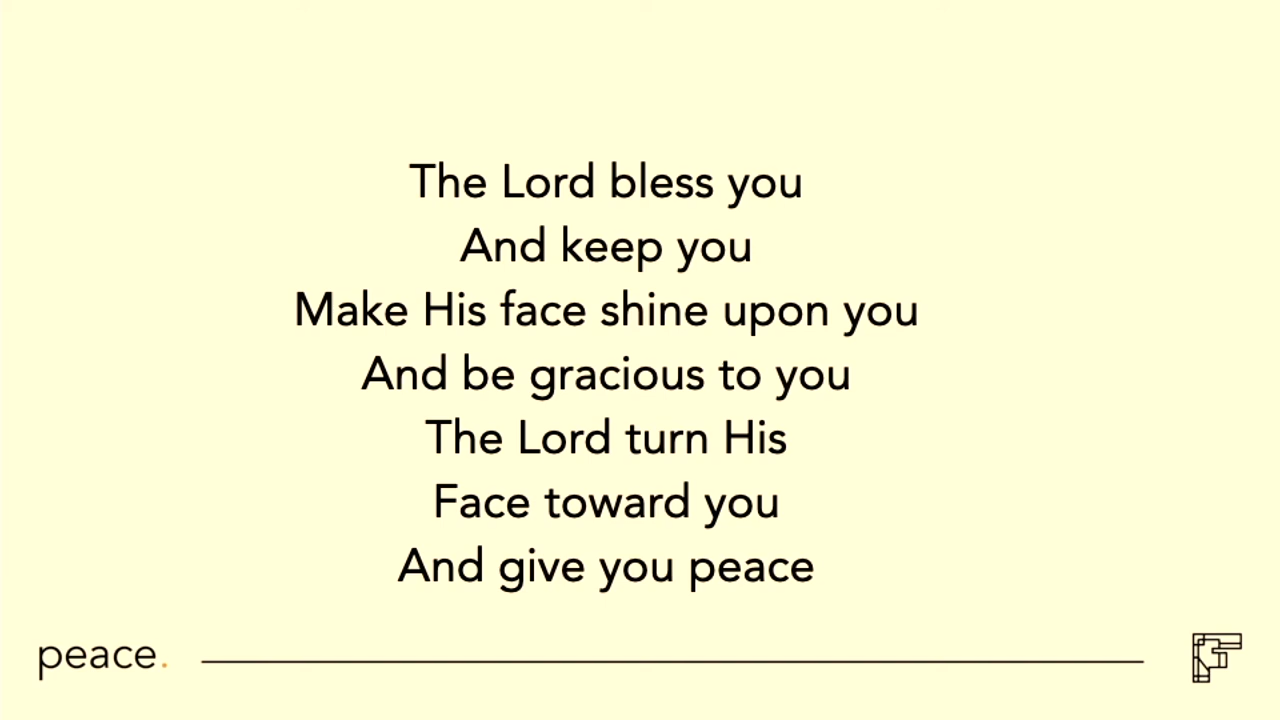 The Lord bless you
And keep you
Make His face shine upon you
And be gracious to you
The Lord turn His
Face toward you
And give you peace
peace.